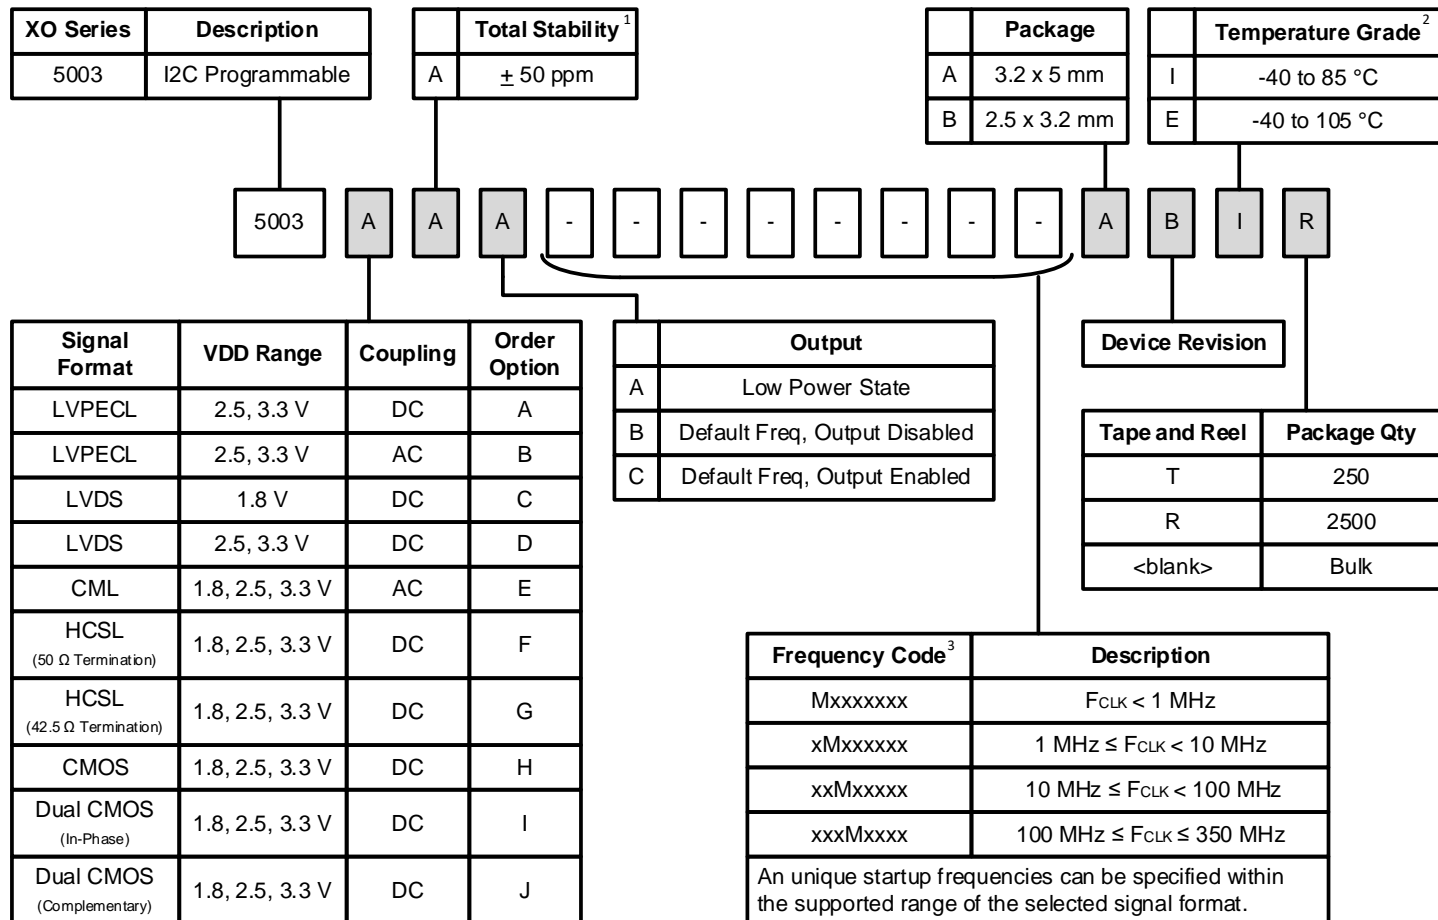 XO Series Description
5003 I2C Programmable
Total Stability1
A ± 50 ppm
Package
A 3.2 x 5 mm
B 2.5 x 3.2 mm
Temperature Grade2
I -40 to 85 °C
E -40 to 105 °C
5003 A A A - - - - - - - - A B I R
Signal Format VDD Range Coupling Order Option
LVPECL 2.5, 3.3 V DC A
LVPECL 2.5, 3.3 V AC B
LVDS 1.8 V DC C
LVDS 2.5, 3.3 V DC D
CML 1.8, 2.5, 3.3 V AC E
HCSL (50 Ω Termination) 1.8, 2.5, 3.3 V DC F
HCSL (42.5 Ω Termination) 1.8, 2.5, 3.3 V DC G
CMOS 1.8, 2.5, 3.3 V DC H
Dual CMOS (In-Phase) 1.8, 2.5, 3.3 V DC I
Dual CMOS (Complementary) 1.8, 2.5, 3.3 V DC J
Output
A Low Power State
B Default Freq, Output Disabled
C Default Freq, Output Enabled
Device Revision
Tape and Reel Package Qty
T 250
R 2500
<blank> Bulk
Frequency Code3 Description
Mxxxxxxx FCLK < 1 MHz
xMxxxxxx 1 MHz ≤ FCLK < 10 MHz
xxMxxxxx 10 MHz ≤ FCLK < 100 MHz
xxxMxxxx 100 MHz ≤ FCLK ≤ 350 MHz
An unique startup frequencies can be specified within
the supported range of the selected signal format.